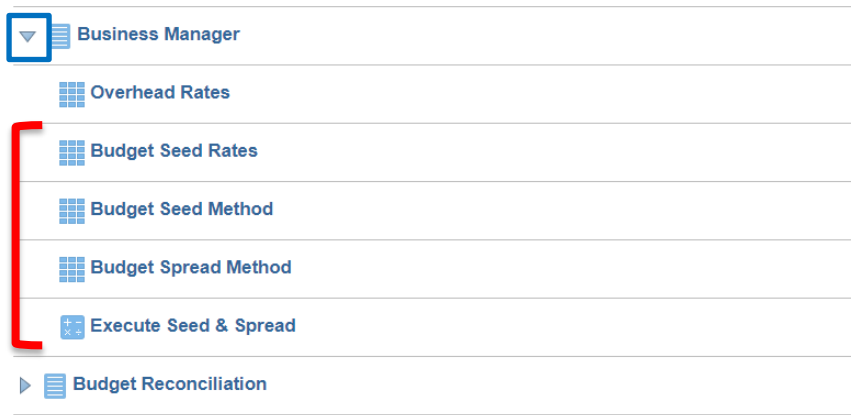 Business Manager
Overhead Rates
Budget Seed Rates
Budget Seed Method
Budget Spread Method
Execute Seed & Spread
Budget Reconciliation